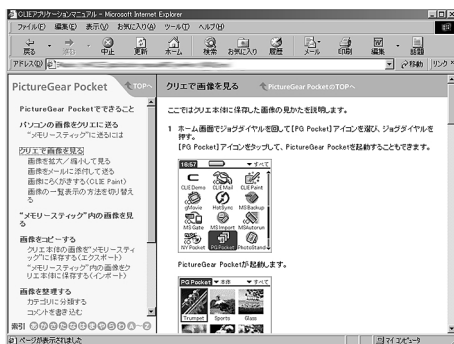 CLIEアプリケーションマニュアル - Microsoft Internet Explorer
ファイル(F) 編集(E) 表示(V) お気に入り(A) ツール(T) ヘルプ(H)
戻る 進む 中止 更新 ホーム 検索 お気に入り 履歴 メール 印刷 編集 話題
アドレス(D) 移動 リンク
PictureGear Pocket TOPへ
PictureGear Pocketでできること
パソコンの画像をクリエに送る
"メモリースティック"に送るには
クリエで画像を見る
画像を拡大／縮小して見る
画像をメールに添付して送る
画像にらくがきする(CLIE Paint)
画像の一覧表示の方法を切り替え
る
"メモリースティック"内の画像を見
る
画像をコピーする
クリエ本体の画像を"メモリースティ
ック"に保存する(エクスポート)
"メモリースティック"内の画像をク
リエ本体に保存する(インポート)
画像を整理する
カテゴリに分類する
コメントを書き込む
索引 あ か さ た な は ま や ら わ A～Z
クリエで画像を見る PictureGear PocketのTOPへ
ここではクリエ本体に保存した画像の見かたを説明します。
1 ホーム画面でジョグダイヤルを回して[PG Pocket]アイコンを選び、ジョグダイヤルを
押す。
[PG Pocket]アイコンをタップして、PictureGear Pocketを起動することもできます。
16:57 すべて
CLIE Demo CLIE Mail CLIE Paint
gMovie HotSync MS Backup
MS Gate MS Import MS Autorun
NY Pocket PG Pocket PhotoStand
PictureGear Pocketが起動します。
PG Pocket 本体 すべて
Trumpet Sports Glass
ページが表示されました マイ コンピュータ